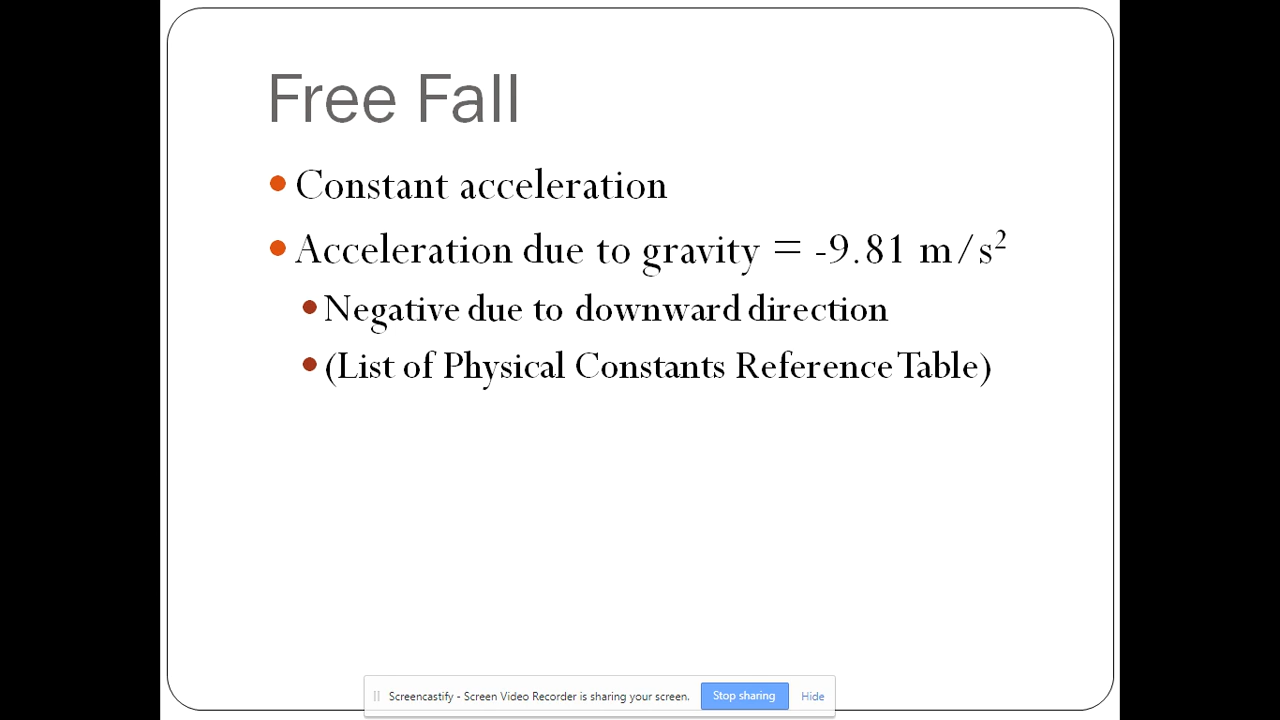 Free Fall
Constant acceleration
Acceleration due to gravity = -9.81 m/s²
Negative due to downward direction
(List of Physical Constants Reference Table)
Screencastify - Screen Video Recorder is sharing your screen. Stop sharing Hide